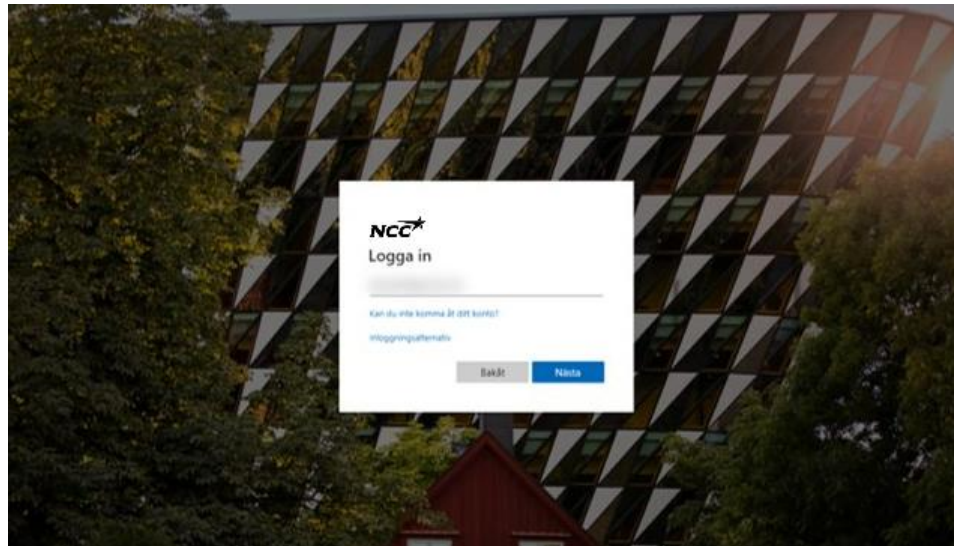 NCC
Logga in
Kan du inte komma åt ditt konto?
Inloggningsalternativ
Bakåt
Nästa